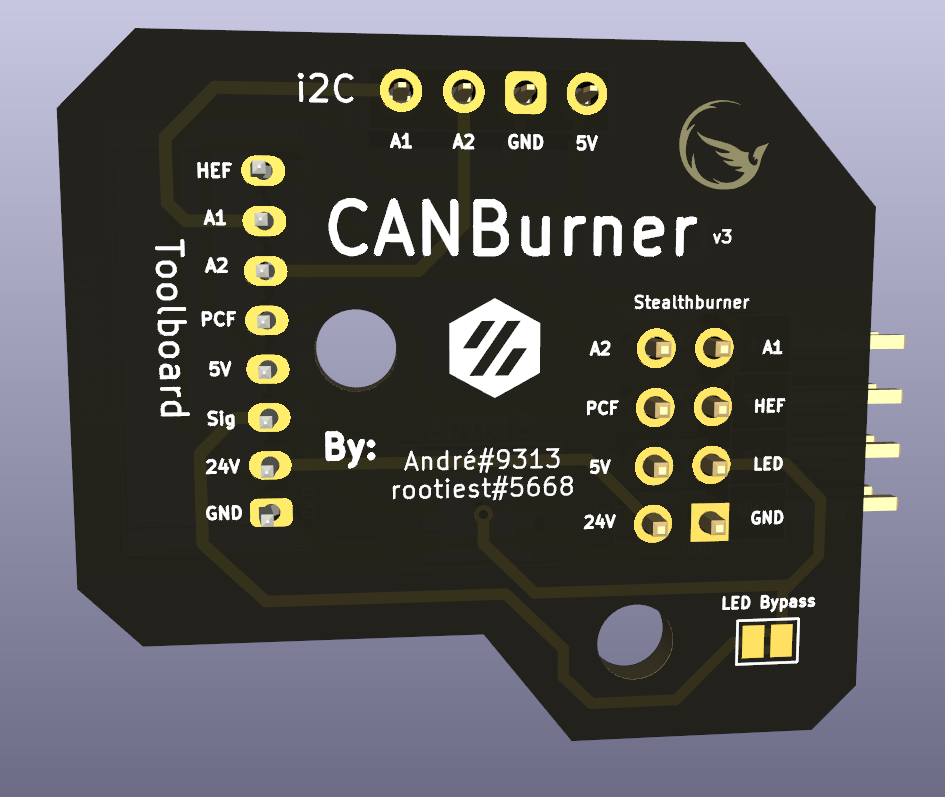 i2C
A1 A2 GND 5V
HEF
A1
A2
PCF
5V
Sig
24V
GND
Toolboard
CANBurner v3
Stealthburner
A2 A1
PCF HEF
5V LED
24V GND
By: André#9313
rootiest#5668
LED Bypass